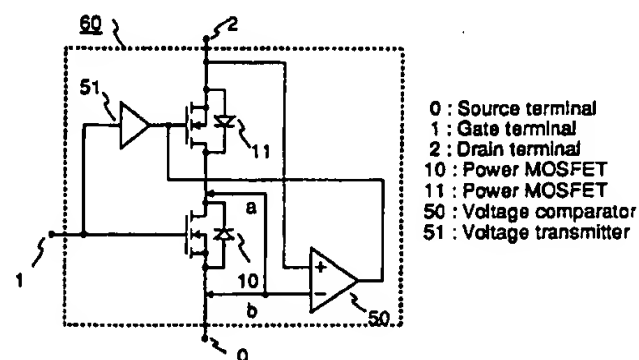 60
2
51
11
a
1
10
b
+
−
50
0
0 : Source terminal
1 : Gate terminal
2 : Drain terminal
10 : Power MOSFET
11 : Power MOSFET
50 : Voltage comparator
51 : Voltage transmitter